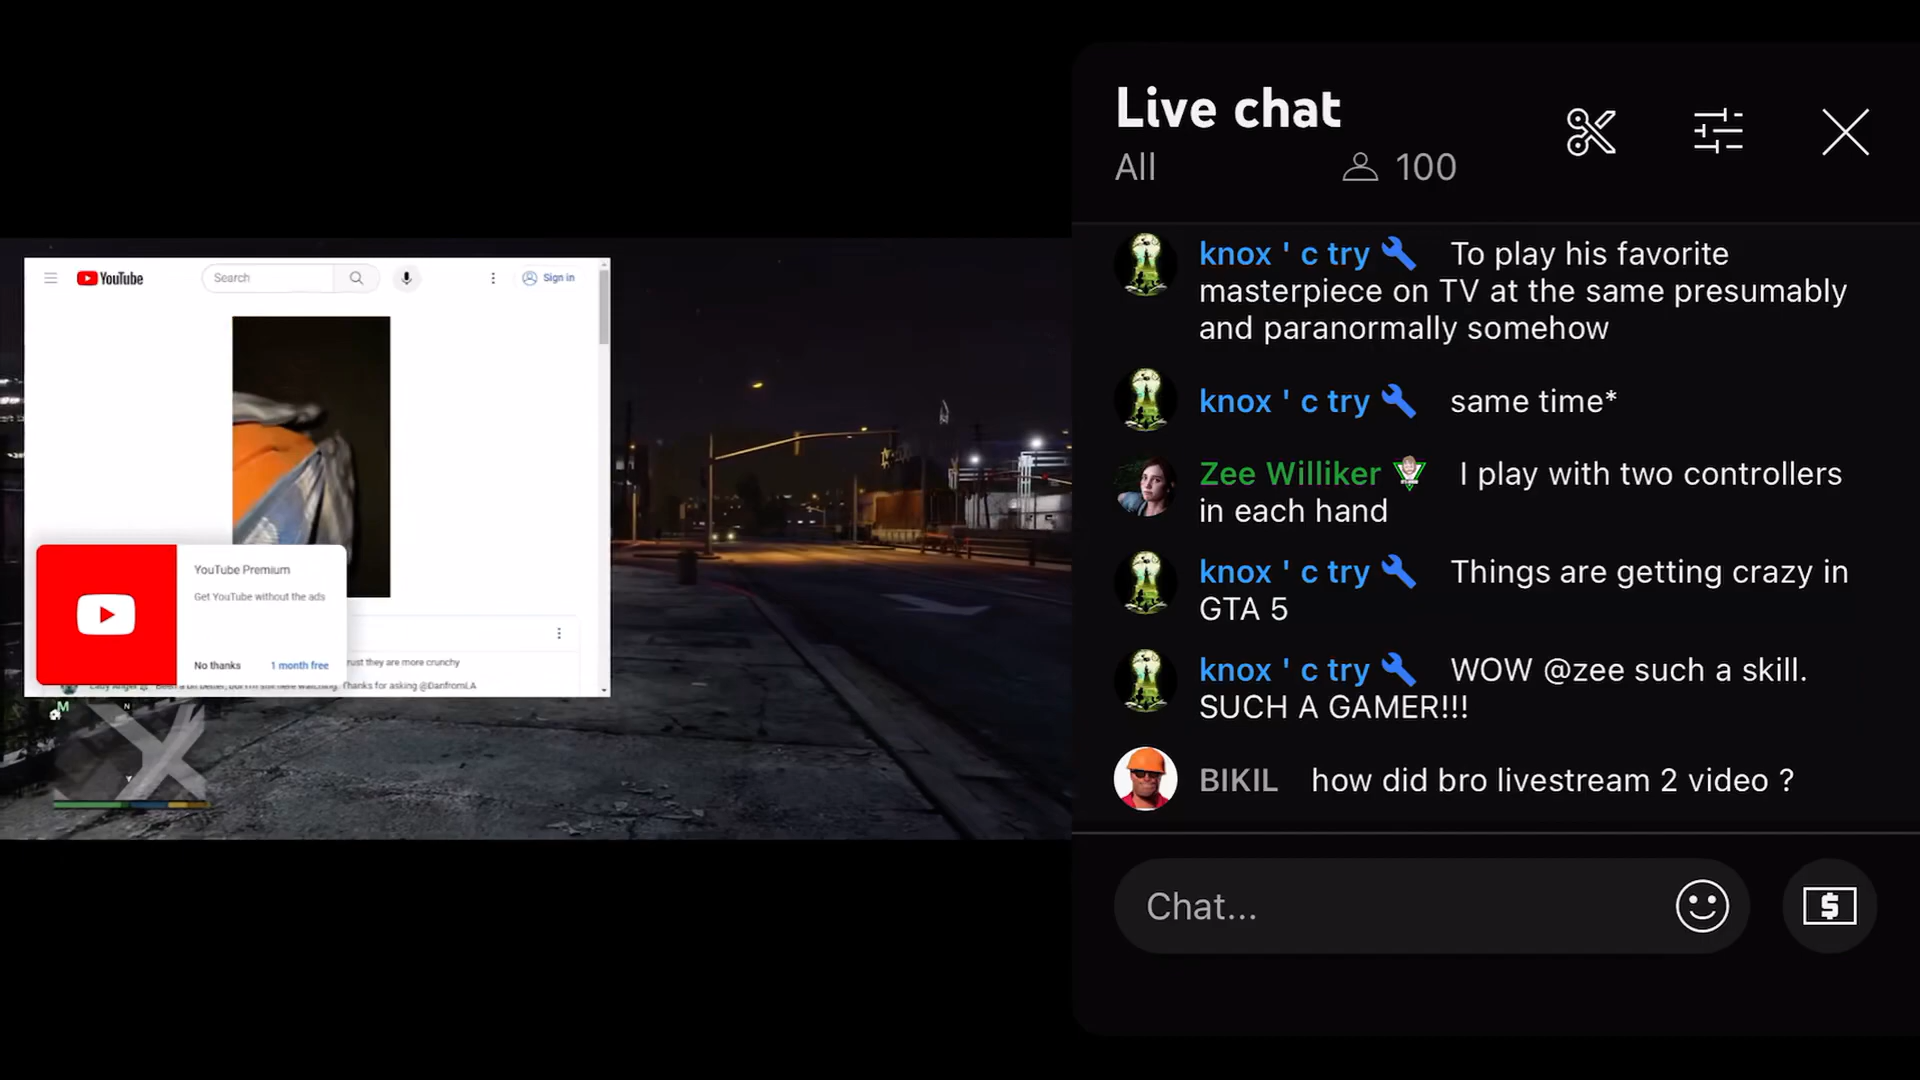 YouTube
Search
Sign in
YouTube Premium
Get YouTube without the ads
No thanks
1 month free
rust they are more crunchy
Thanks for asking @DanfromLA
M
N
Live chat
All
100
knox ' c try To play his favorite
masterpiece on TV at the same presumably
and paranormally somehow
knox ' c try same time*
Zee Williker I play with two controllers
in each hand
knox ' c try Things are getting crazy in
GTA 5
knox ' c try WOW @zee such a skill.
SUCH A GAMER!!!
BIKIL how did bro livestream 2 video ?
Chat...
$